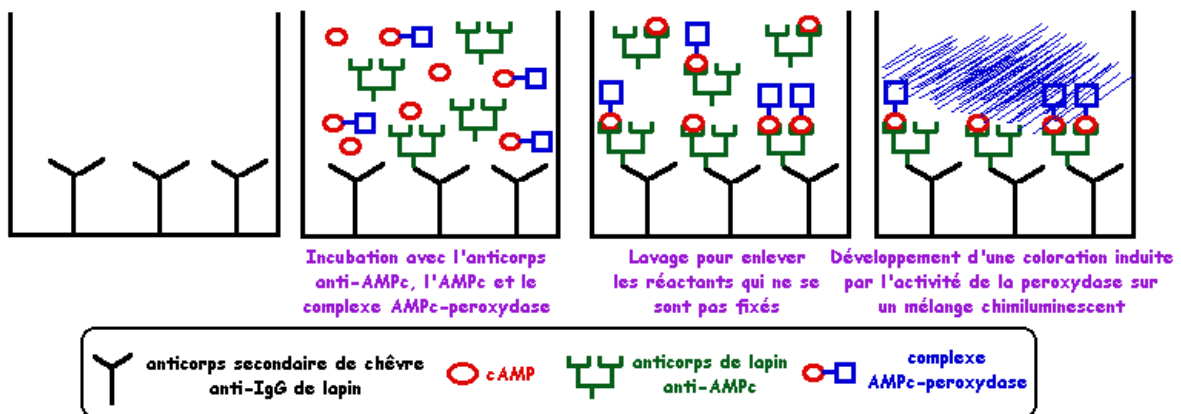 Incubation avec l'anticorps
anti-AMPc, l'AMPc et le
complexe AMPc-peroxydase
Lavage pour enlever
les réactants qui ne se
sont pas fixés
Développement d'une coloration induite
par l'activité de la peroxydase sur
un mélange chimiluminescent
anticorps secondaire de chêvre
anti-IgG de lapin
cAMP
anticorps de lapin
anti-AMPc
complexe
AMPc-peroxydase